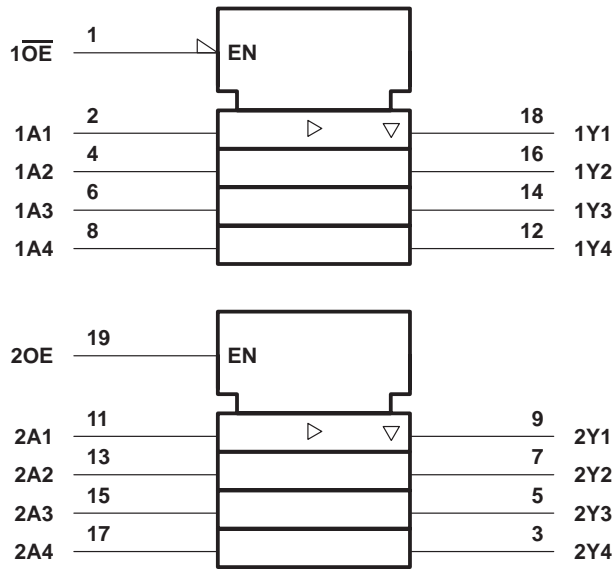 1
1O̅E̅ EN
2 18
1A1 1Y1
4 16
1A2 1Y2
6 14
1A3 1Y3
8 12
1A4 1Y4
19
2OE EN
11 9
2A1 2Y1
13 7
2A2 2Y2
15 5
2A3 2Y3
17 3
2A4 2Y4